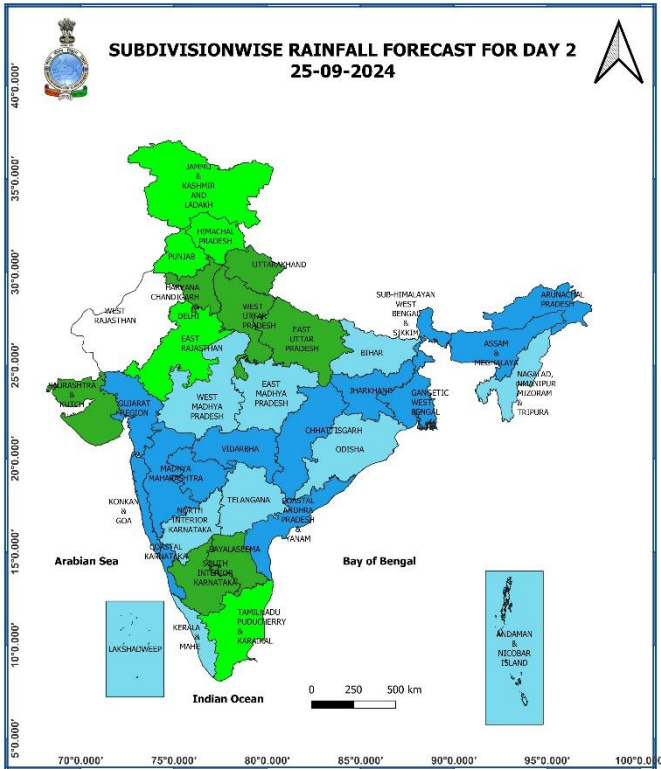 SUBDIVISIONWISE RAINFALL FORECAST FOR DAY 2
25-09-2024
40°0.000'
35°0.000'
30°0.000'
25°0.000'
20°0.000'
15°0.000'
10°0.000'
5°0.000'
JAMMU
&
KASHMIR
AND
LADAKH
HIMACHAL
PRADESH
PUNJAB
UTTARAKHAND
HARYANA
CHANDIGARH
&
DELHI
WEST
RAJASTHAN
WEST
UTTAR
PRADESH
EAST
RAJASTHAN
EAST
UTTAR
PRADESH
SUB-HIMALAYAN
WEST
BENGAL
&
SIKKIM
ARUNACHAL
PRADESH
ASSAM
&
MEGHALAYA
BIHAR
NAGALAD,
MNANIPUR
MIZORAM
&
TRIPURA
SAURASHTRA
&
KUTCH
GUJARAT
REGION
WEST
MADHYA
PRADESH
EAST
MADHYA
PRADESH
JHARKHAND
GANGETIC
WEST
BENGAL
CHHATTISGARH
ODISHA
VIDARBHA
MADHYA
MAHARASHTRA
KONKAN
&
GOA
TELANGANA
NORTH
INTERIOR
KARNATAKA
COASTAL
ANDHRA
PRADESH
&
YANAM
COASTAL
KARNATAKA
RAYALASEEMA
SOUTH
INTERIOR
KARNATAKA
Arabian Sea
Bay of Bengal
TAMILNADU
PUDUCHERRY
&
KARAIKAL
KERALA
&
MAHE
LAKSHADWEEP
ANDAMAN
&
NICOBAR
ISLAND
Indian Ocean
0 250 500 km
70°0.000' 75°0.000' 80°0.000' 85°0.000' 90°0.000' 95°0.000' 100°0.00